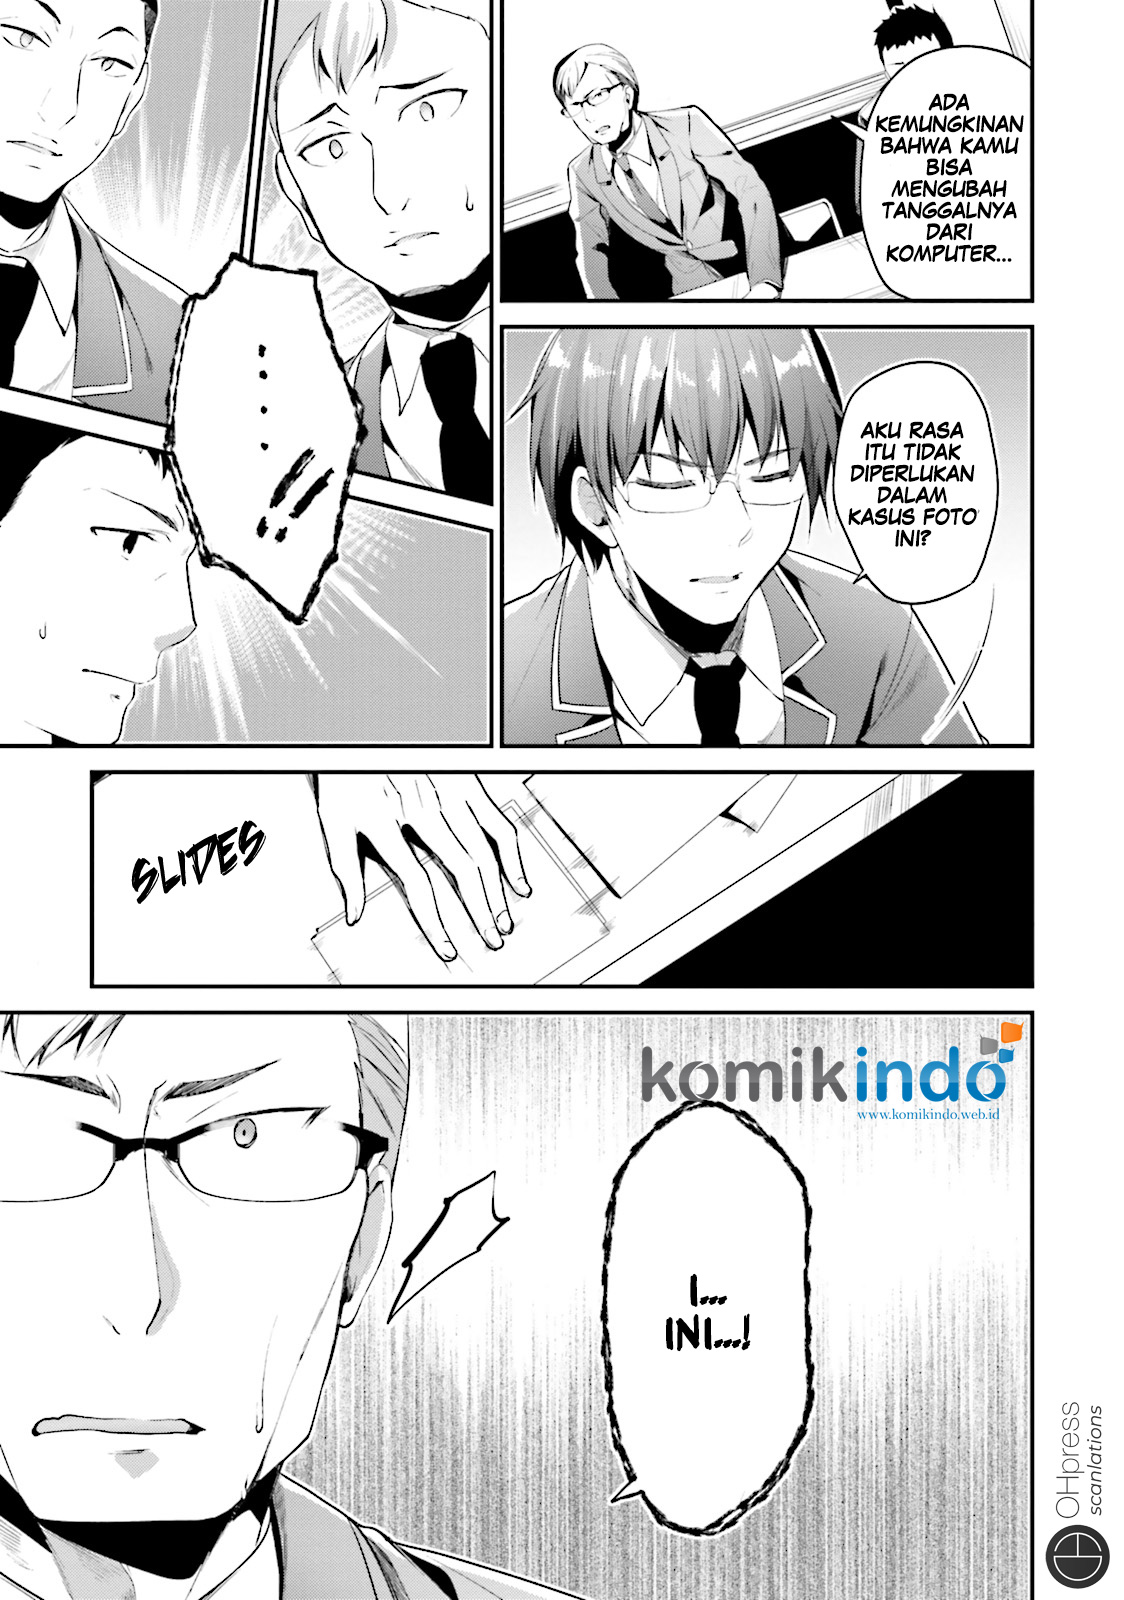 ADA
KEMUNGKINAN
BAHWA KAMU
BISA
MENGUBAH
TANGGALNYA
DARI
KOMPUTER...
AKU RASA
ITU TIDAK
DIPERLUKAN
DALAM
KASUS FOTO
INI?
.....!!
SLIDES
komikindo
www.komikindo.web.id
I...
INI...!
OHpress
scanlations